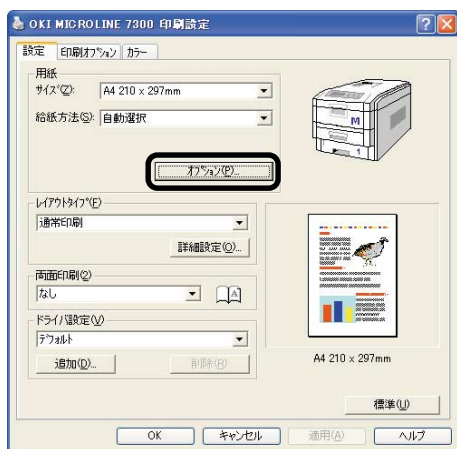 OKI MICROLINE 7300 印刷設定
設定 印刷オプション カラー
用紙
サイズ(Z): A4 210 x 297mm
給紙方法(S): 自動選択
M
1
オプション(P)...
レイアウトタイプ(E)
通常印刷
詳細設定(O)...
両面印刷(2)
なし
A
ドライバ設定(V)
デフォルト
追加(D)... 削除(R)
A4 210 x 297mm
標準(U)
OK キャンセル 適用(A) ヘルプ